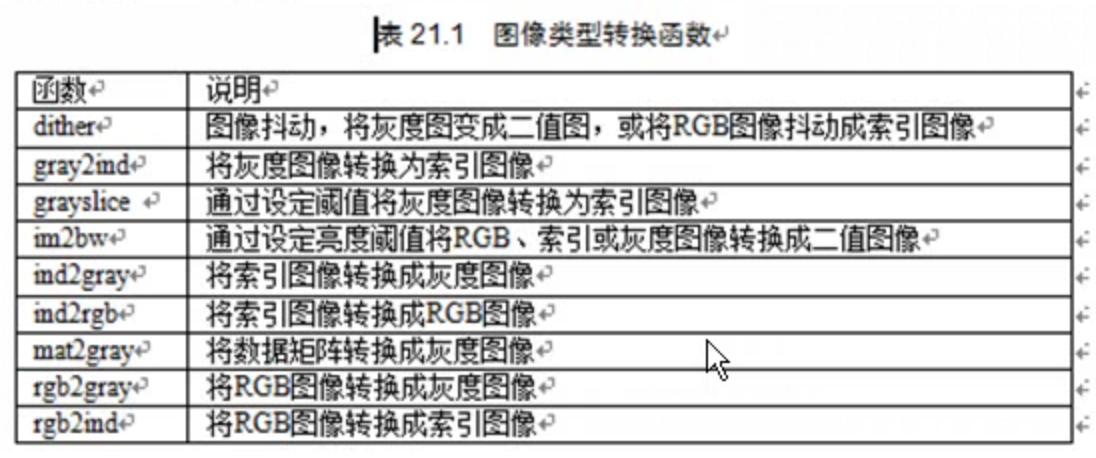 表 21.1 图像类型转换函数
函数 说明
dither 图像抖动，将灰度图变成二值图，或将RGB图像抖动成索引图像
gray2ind 将灰度图像转换为索引图像
grayslice 通过设定阈值将灰度图像转换为索引图像
im2bw 通过设定亮度阈值将RGB、索引或灰度图像转换成二值图像
ind2gray 将索引图像转换成灰度图像
ind2rgb 将索引图像转换成RGB图像
mat2gray 将数据矩阵转换成灰度图像
rgb2gray 将RGB图像转换成灰度图像
rgb2ind 将RGB图像转换成索引图像